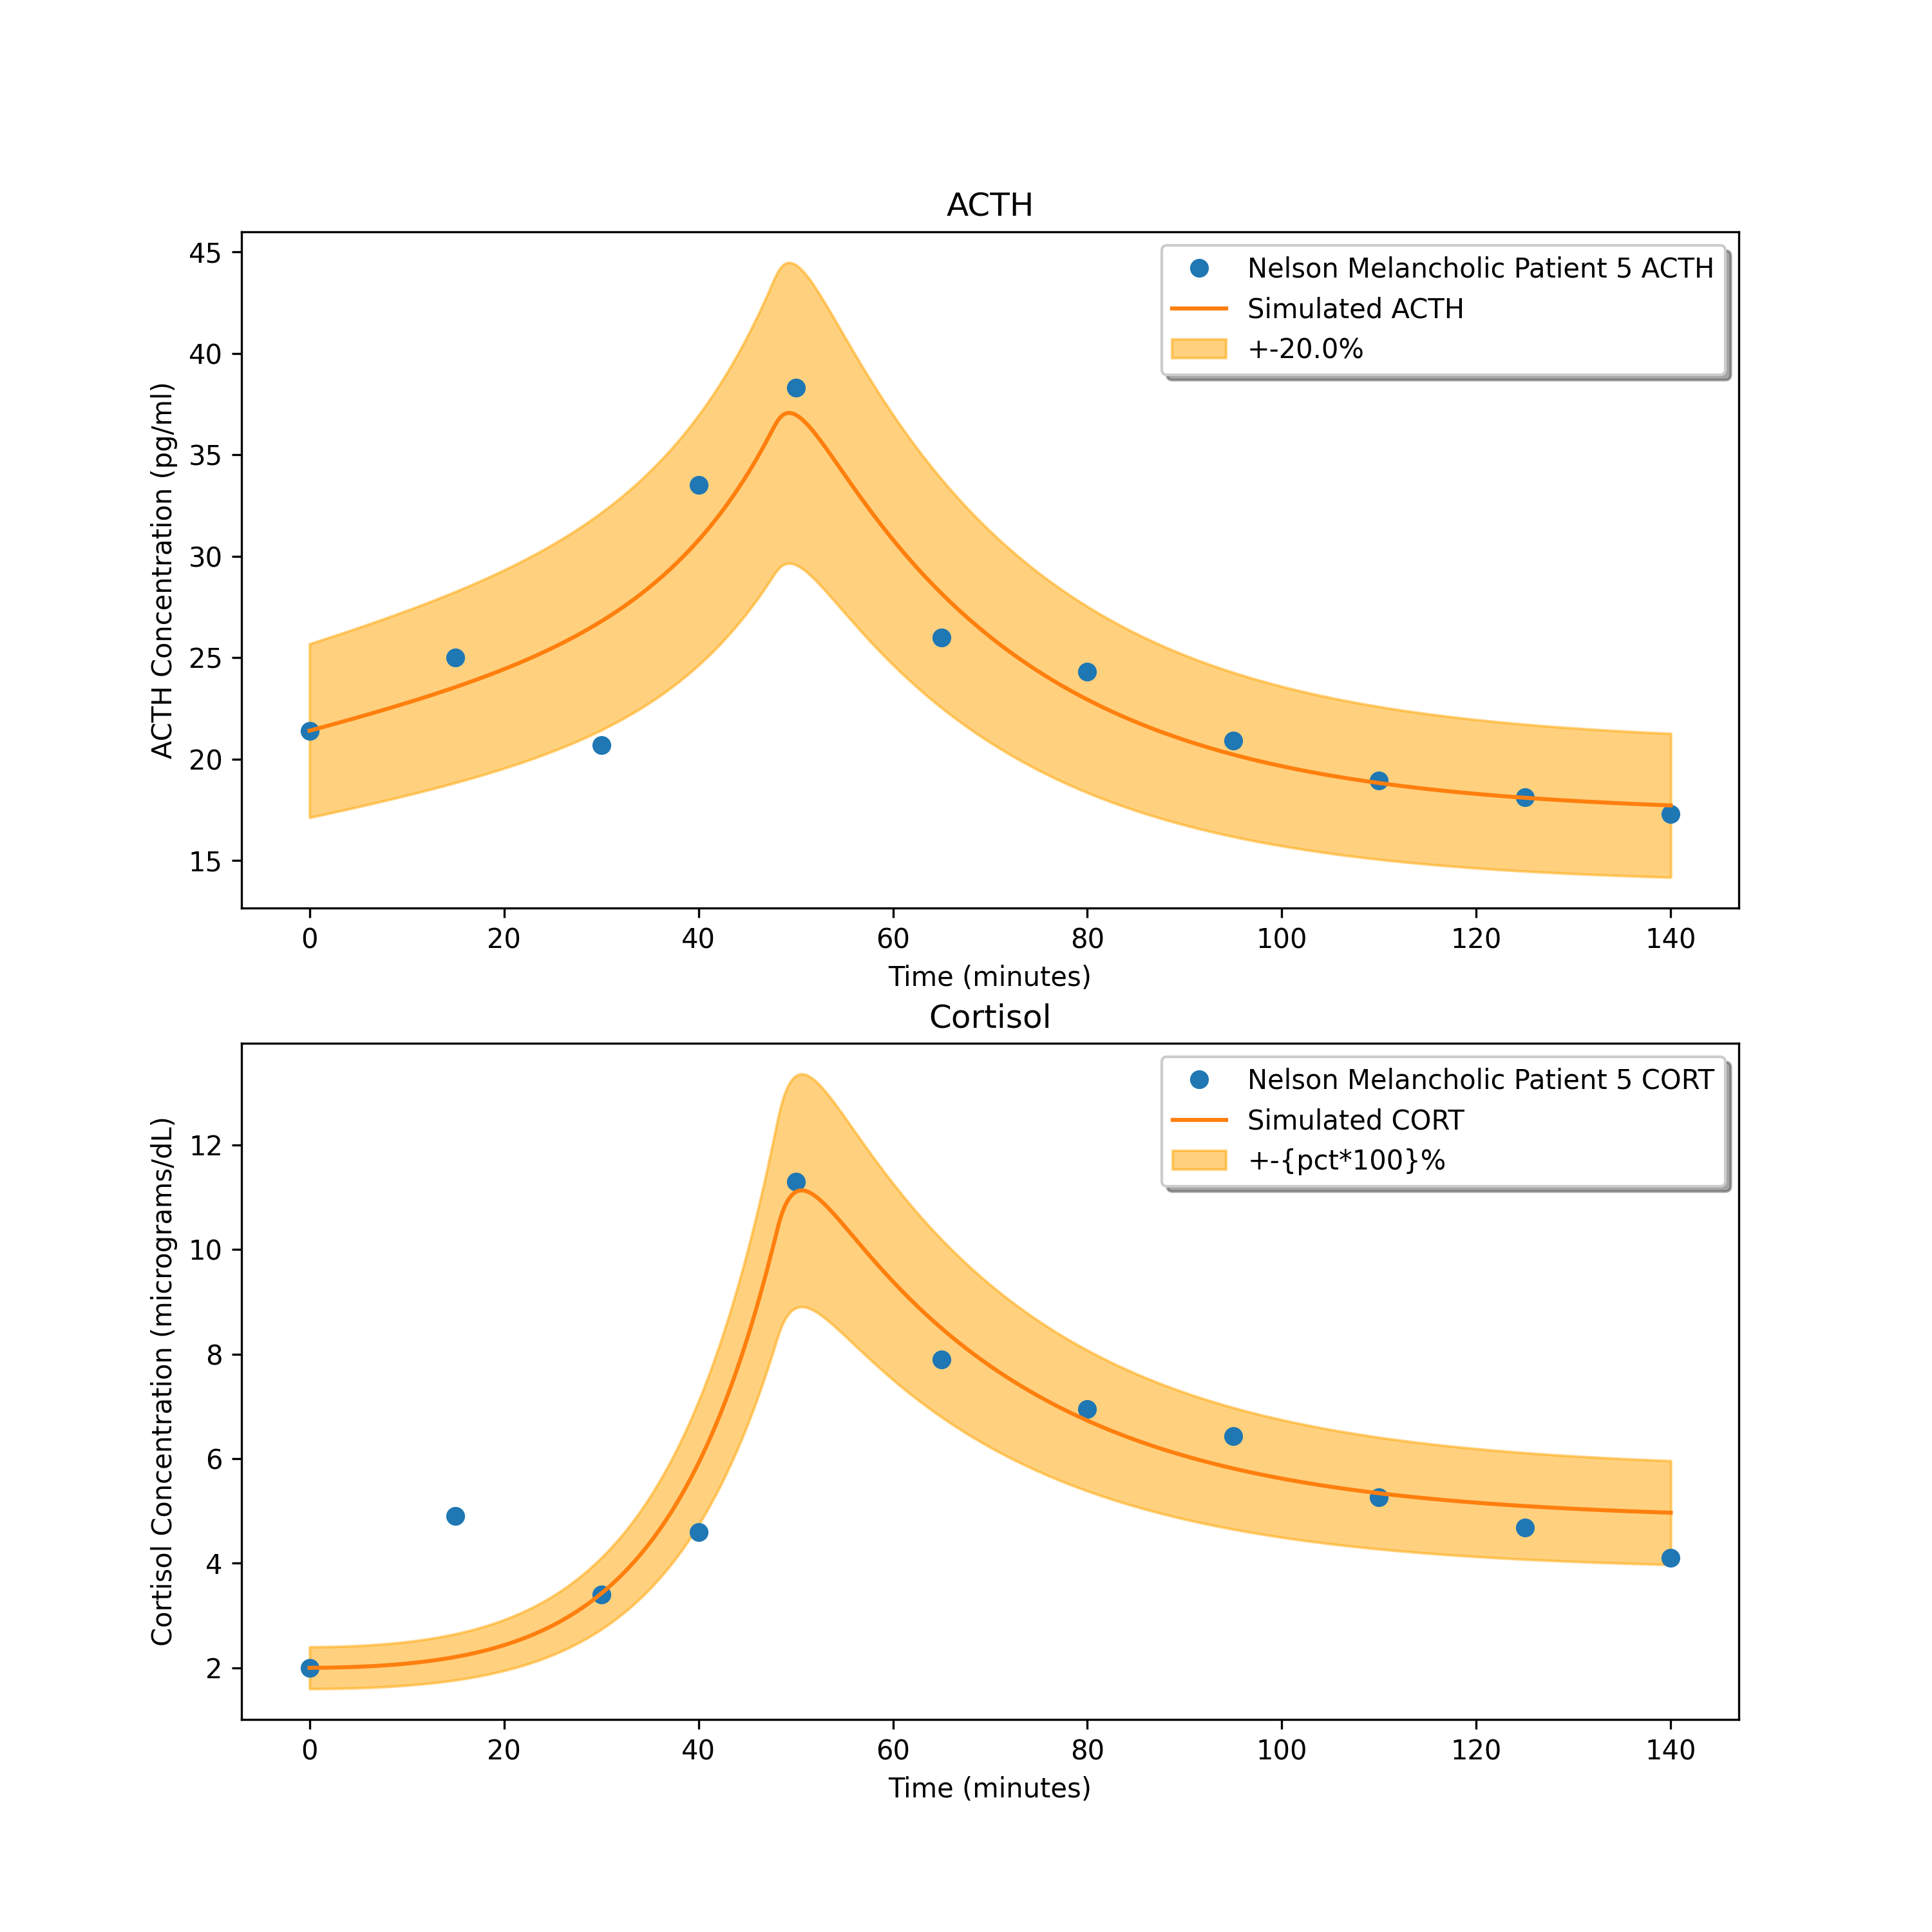 ACTH
45
40
35
30
25
20
15
ACTH Concentration (pg/ml)
Nelson Melancholic Patient 5 ACTH
Simulated ACTH
+-20.0%
0 20 40 60 80 100 120 140
Time (minutes)
Cortisol
12
10
8
6
4
2
Cortisol Concentration (micrograms/dL)
Nelson Melancholic Patient 5 CORT
Simulated CORT
+-{pct*100}%
0 20 40 60 80 100 120 140
Time (minutes)